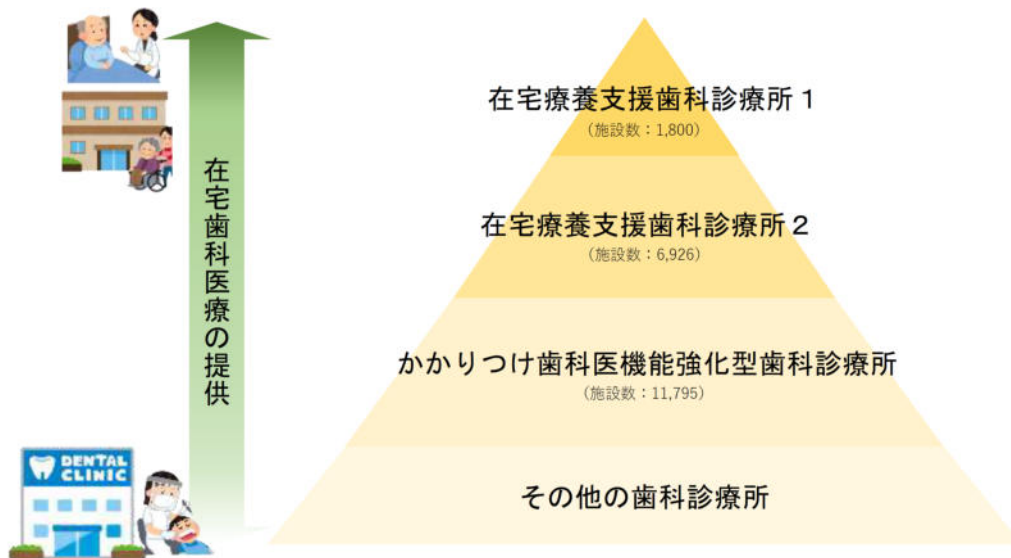 在宅療養支援歯科診療所1
(施設数:1,800)
在宅療養支援歯科診療所2
(施設数:6,926)
かかりつけ歯科医機能強化型歯科診療所
(施設数:11,795)
その他の歯科診療所
在宅歯科医療の提供
DENTAL
CLINIC